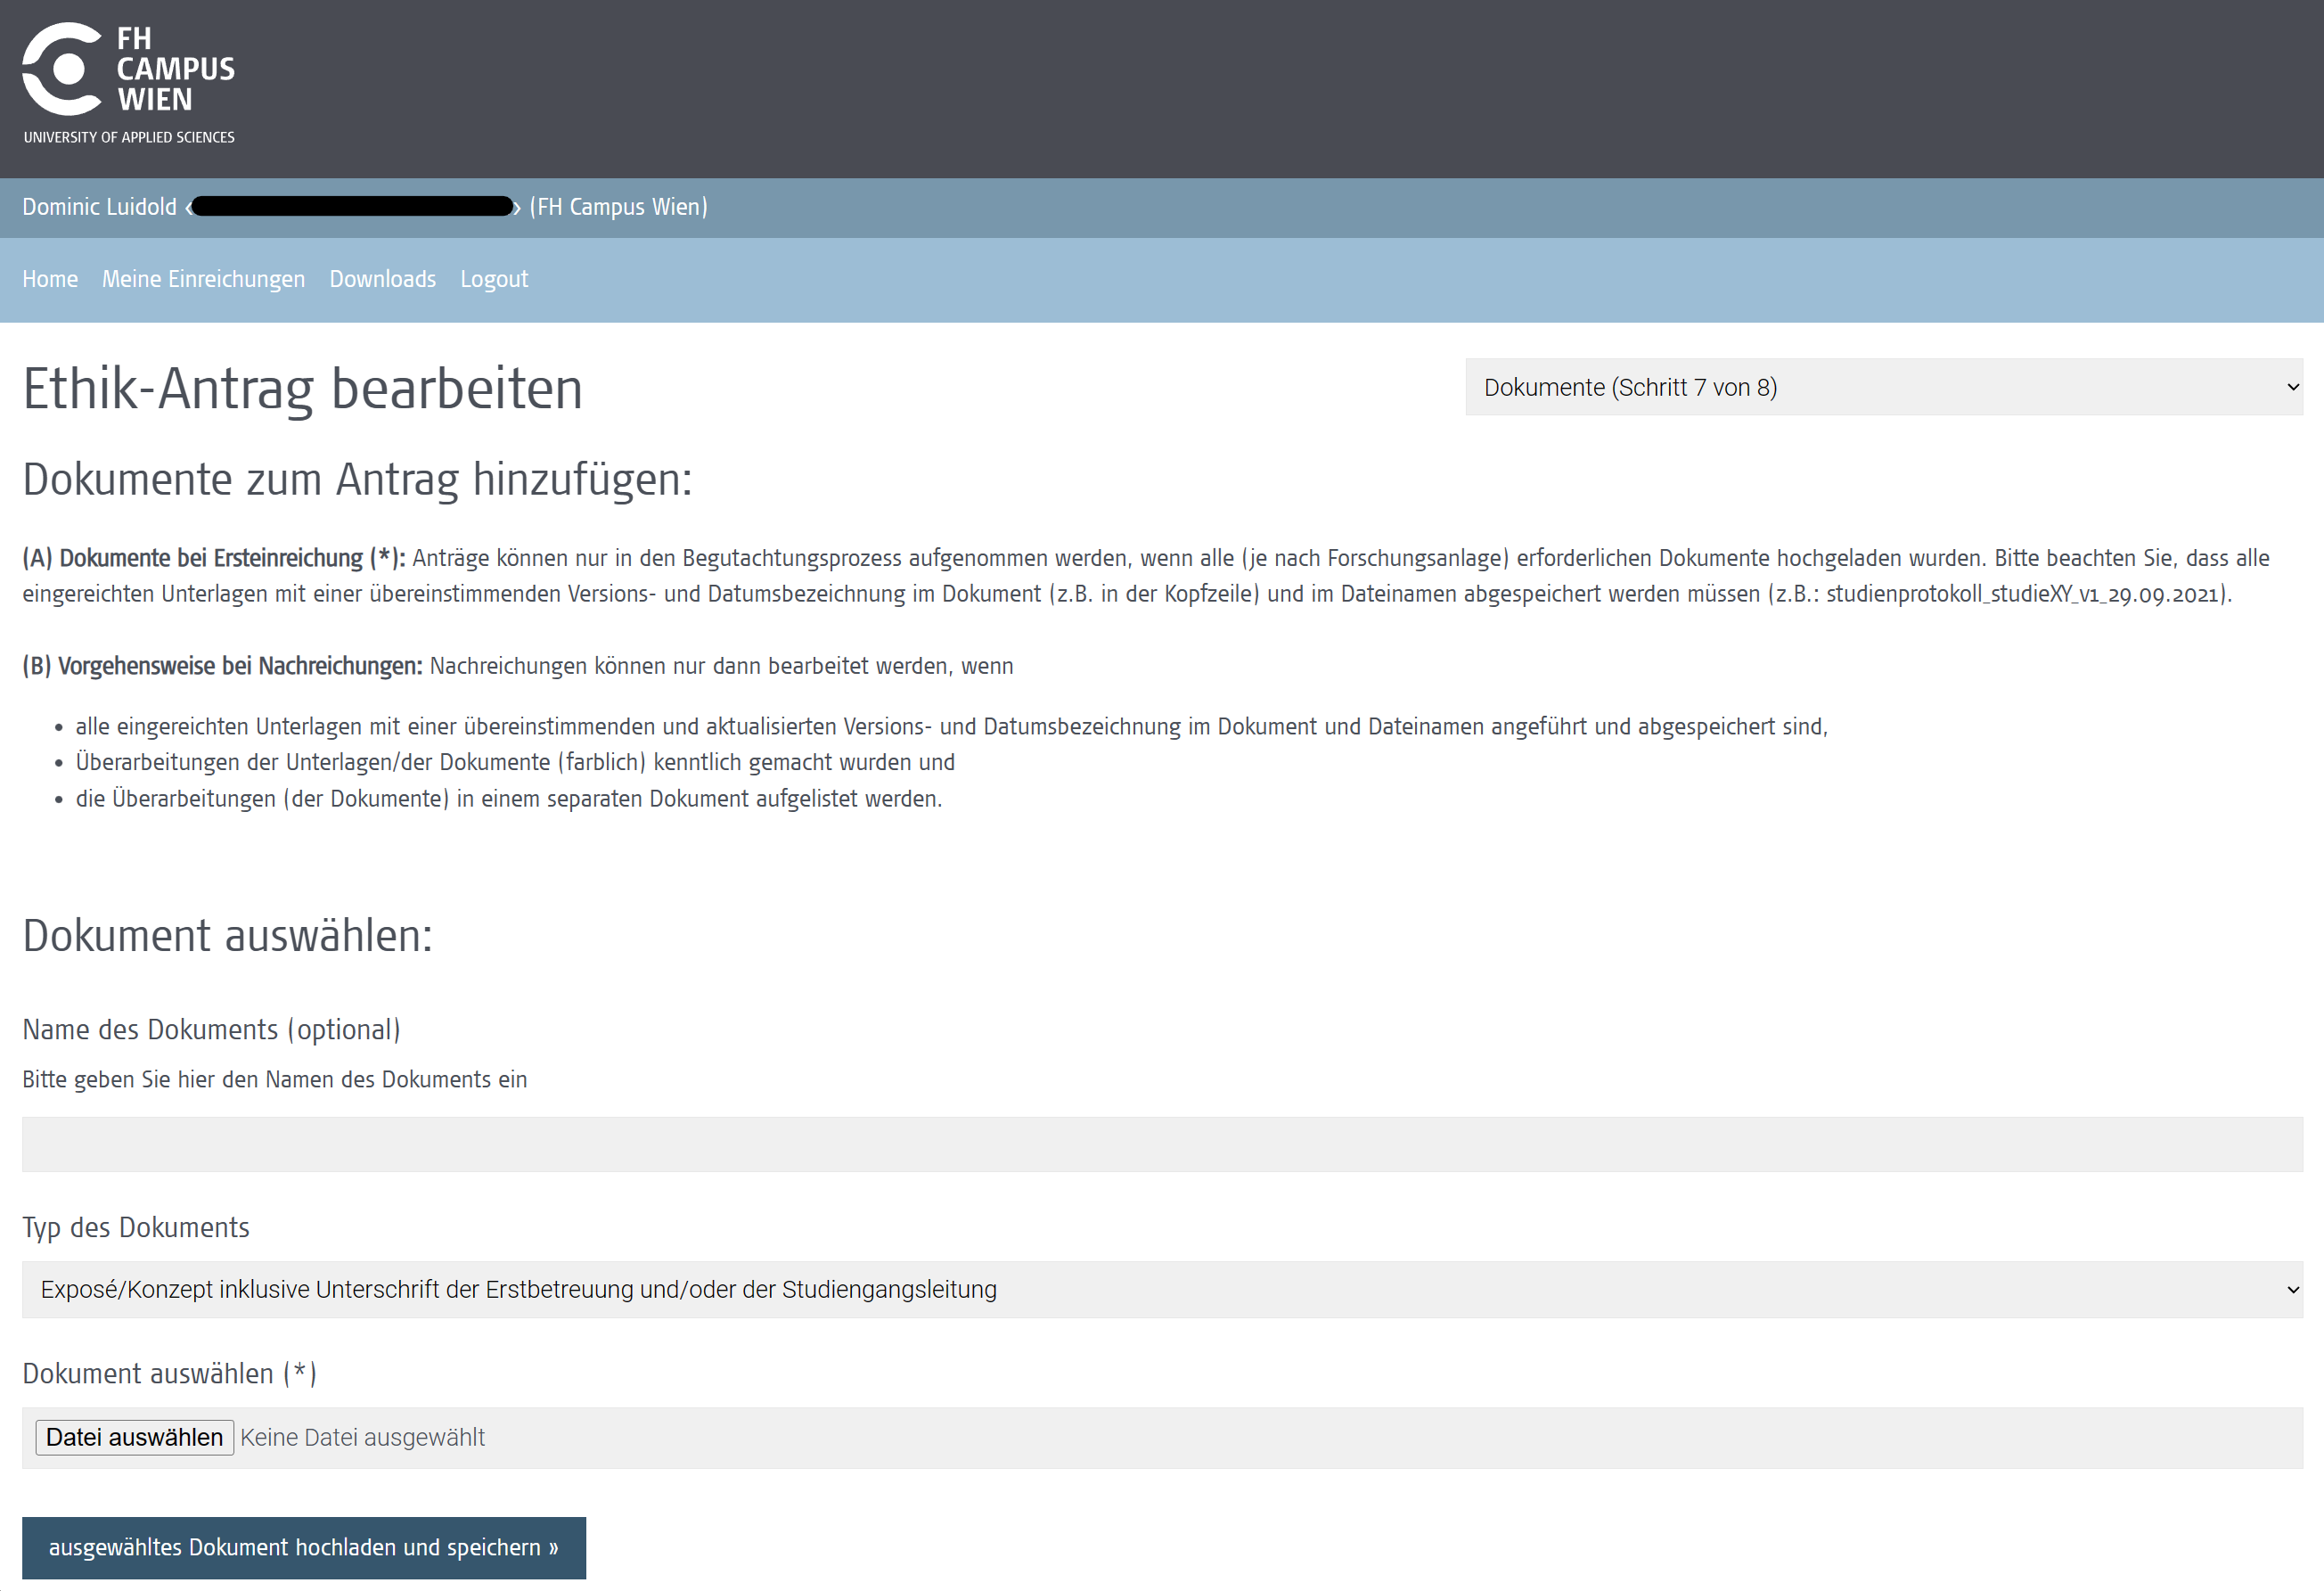 FH
CAMPUS
WIEN
UNIVERSITY OF APPLIED SCIENCES
Dominic Luidold < > (FH Campus Wien)
Home Meine Einreichungen Downloads Logout
Ethik-Antrag bearbeiten
Dokumente (Schritt 7 von 8)
Dokumente zum Antrag hinzufügen:
(A) Dokumente bei Ersteinreichung (*): Anträge können nur in den Begutachtungsprozess aufgenommen werden, wenn alle (je nach Forschungsanlage) erforderlichen Dokumente hochgeladen wurden. Bitte beachten Sie, dass alle
eingereichten Unterlagen mit einer übereinstimmenden Versions- und Datumsbezeichnung im Dokument (z.B. in der Kopfzeile) und im Dateinamen abgespeichert werden müssen (z.B.: studienprotokoll_studieXY_v1_29.09.2021).
(B) Vorgehensweise bei Nachreichungen: Nachreichungen können nur dann bearbeitet werden, wenn
• alle eingereichten Unterlagen mit einer übereinstimmenden und aktualisierten Versions- und Datumsbezeichnung im Dokument und Dateinamen angeführt und abgespeichert sind,
• Überarbeitungen der Unterlagen/der Dokumente (farblich) kenntlich gemacht wurden und
• die Überarbeitungen (der Dokumente) in einem separaten Dokument aufgelistet werden.
Dokument auswählen:
Name des Dokuments (optional)
Bitte geben Sie hier den Namen des Dokuments ein
Typ des Dokuments
Exposé/Konzept inklusive Unterschrift der Erstbetreuung und/oder der Studiengangsleitung
Dokument auswählen (*)
Datei auswählen Keine Datei ausgewählt
ausgewähltes Dokument hochladen und speichern »